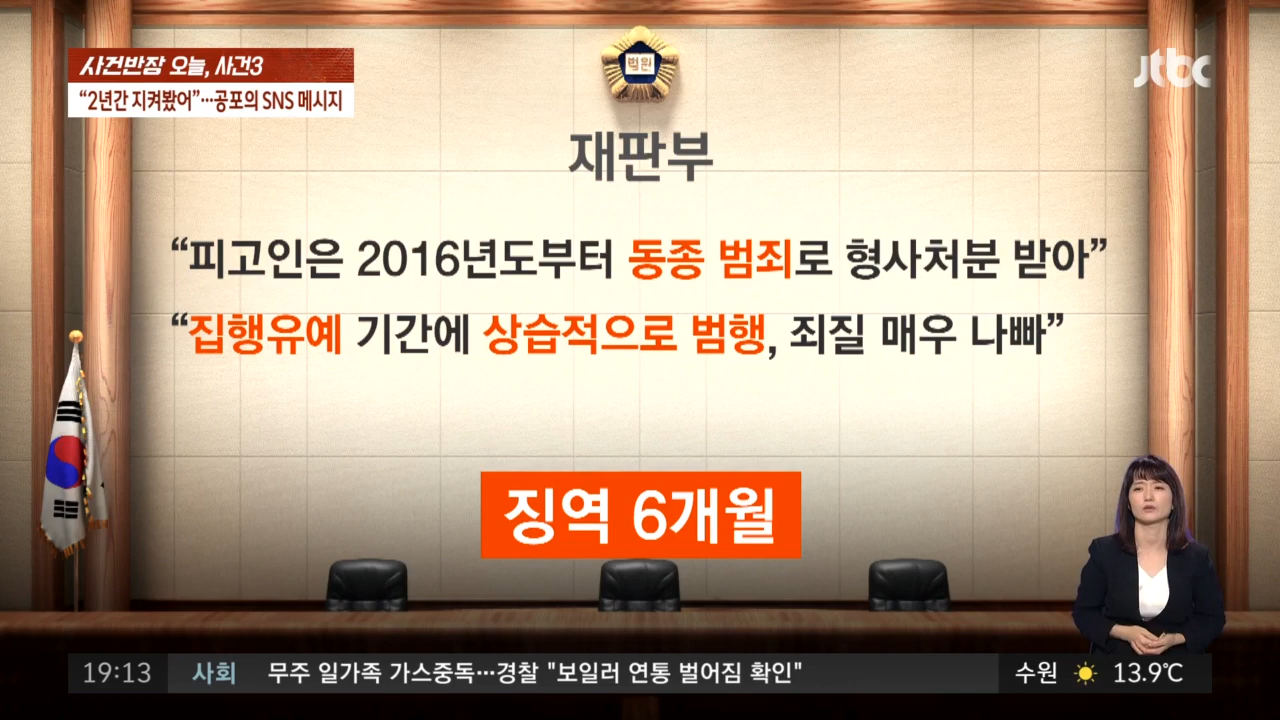 사건반장 오늘, 사건3
“2년간 지켜봤어”…공포의 SNS 메시지
jtbc
법원
재판부
“피고인은 2016년도부터 동종 범죄로 형사처분 받아”
“집행유예 기간에 상습적으로 범행, 죄질 매우 나빠”
징역 6개월
19:13 사회 무주 일가족 가스중독…경찰 "보일러 연통 벌어짐 확인" 수원 13.9℃